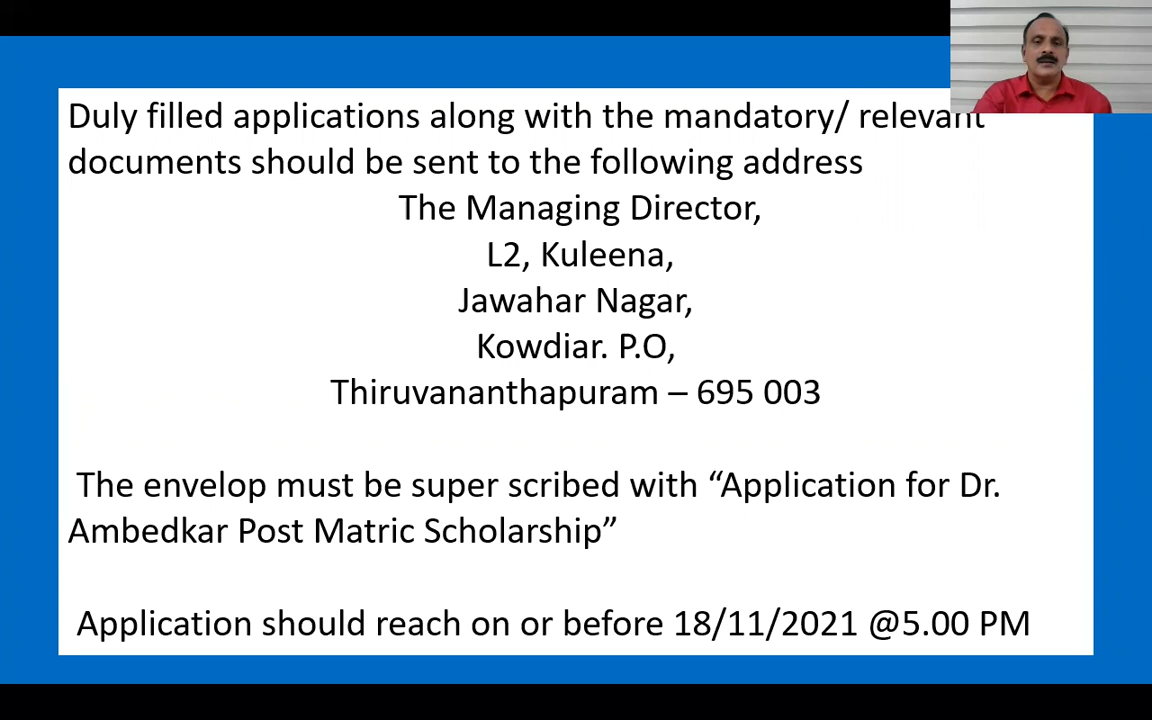 Duly filled applications along with the mandatory/ relevant
documents should be sent to the following address
The Managing Director,
L2, Kuleena,
Jawahar Nagar,
Kowdiar. P.O,
Thiruvananthapuram – 695 003
The envelop must be super scribed with “Application for Dr.
Ambedkar Post Matric Scholarship”
Application should reach on or before 18/11/2021 @5.00 PM